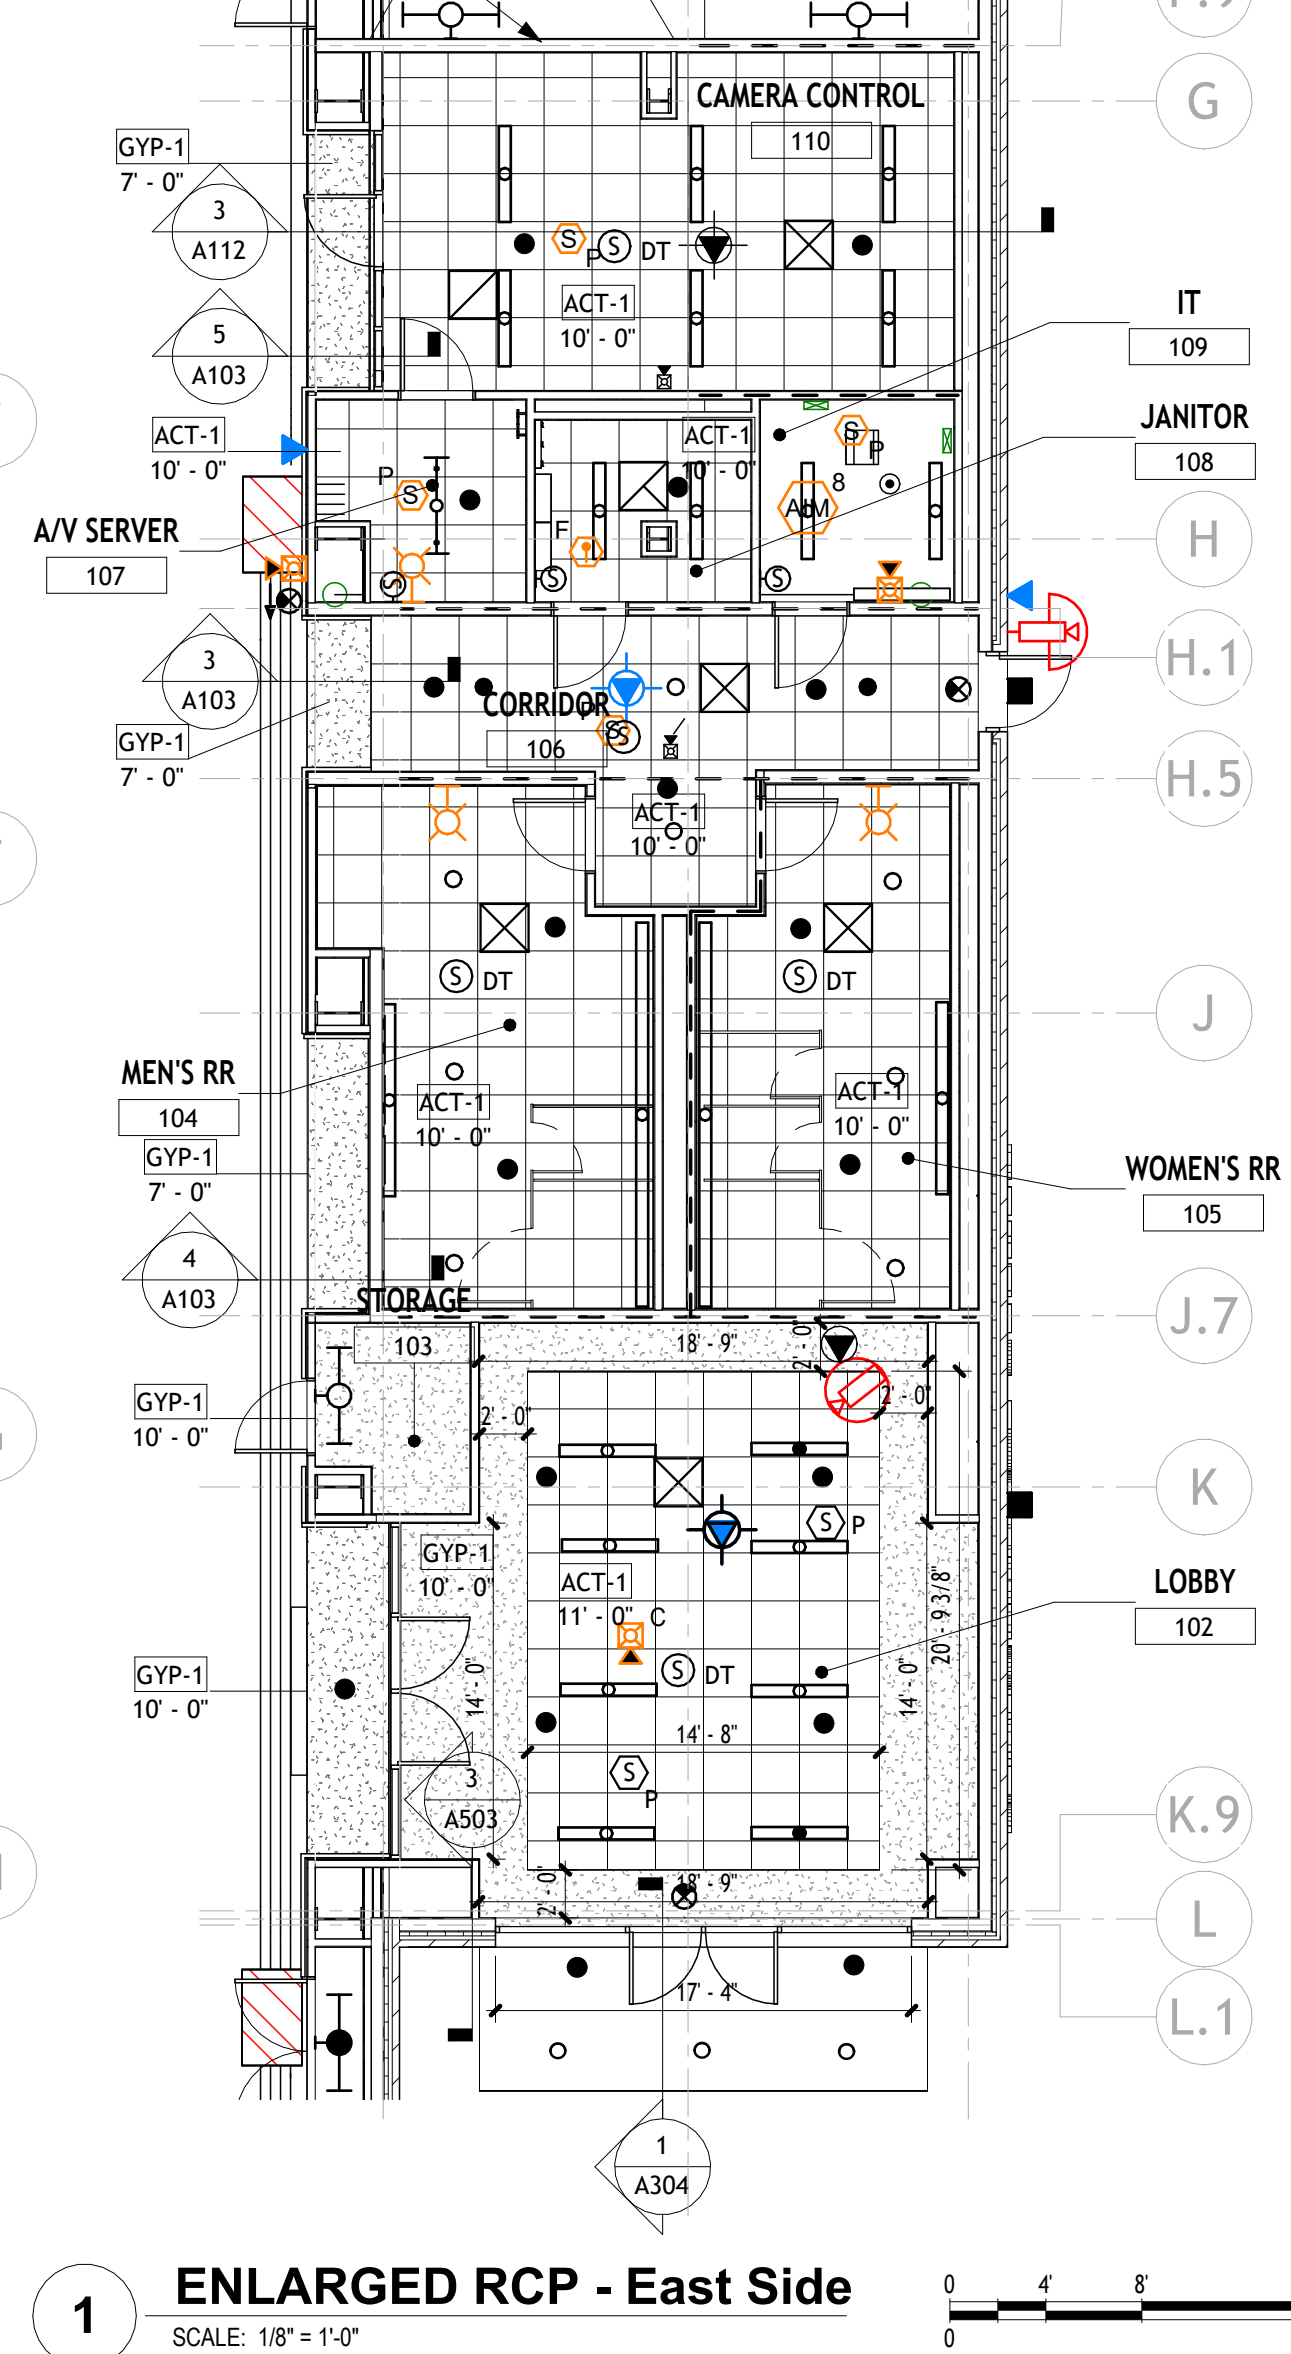 G
CAMERA CONTROL
110
GYP-1
7' - 0"
3
A112
S
P
S
DT
ACT-1
10' - 0"
5
A103
IT
109
ACT-1
10' - 0"
ACT-1
10' - 0"
JANITOR
108
S
P
P
S
8
AIM
A/V SERVER
107
F
H
S
S
S
3
A103
H.1
CORRIDOR
106
P
S
S
GYP-1
7' - 0"
H.5
ACT-1
10' - 0"
S
DT
S
DT
J
MEN'S RR
104
ACT-1
10' - 0"
ACT-1
10' - 0"
GYP-1
7' - 0"
WOMEN'S RR
105
4
A103
STORAGE
103
J.7
18' - 9"
2' - 0"
2' - 0"
2' - 0"
GYP-1
10' - 0"
K
S
P
GYP-1
10' - 0"
ACT-1
11' - 0"
C
LOBBY
102
20' - 9 3/8"
GYP-1
10' - 0"
14' - 0"
S
DT
14' - 0"
14' - 8"
S
P
3
A503
K.9
18' - 9"
2' - 0"
L
17' - 4"
L.1
1
A304
1
ENLARGED RCP - East Side
SCALE: 1/8" = 1'-0"
0
4'
8'
0